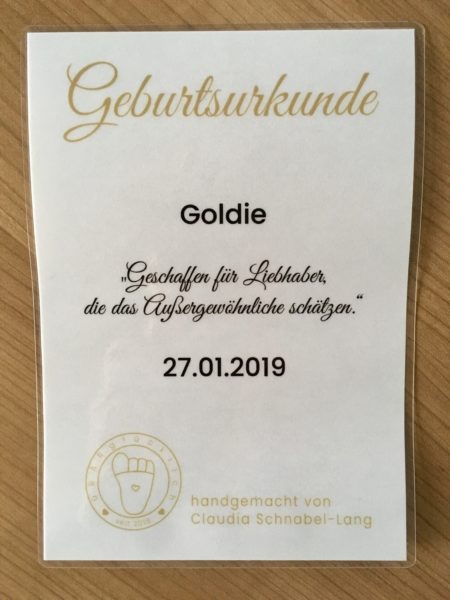 Geburtsurkunde
Goldie
„Geschaffen für Liebhaber,
die das Außergewöhnliche schätzen.“
27.01.2019
handgemacht von
Claudia Schnabel-Lang